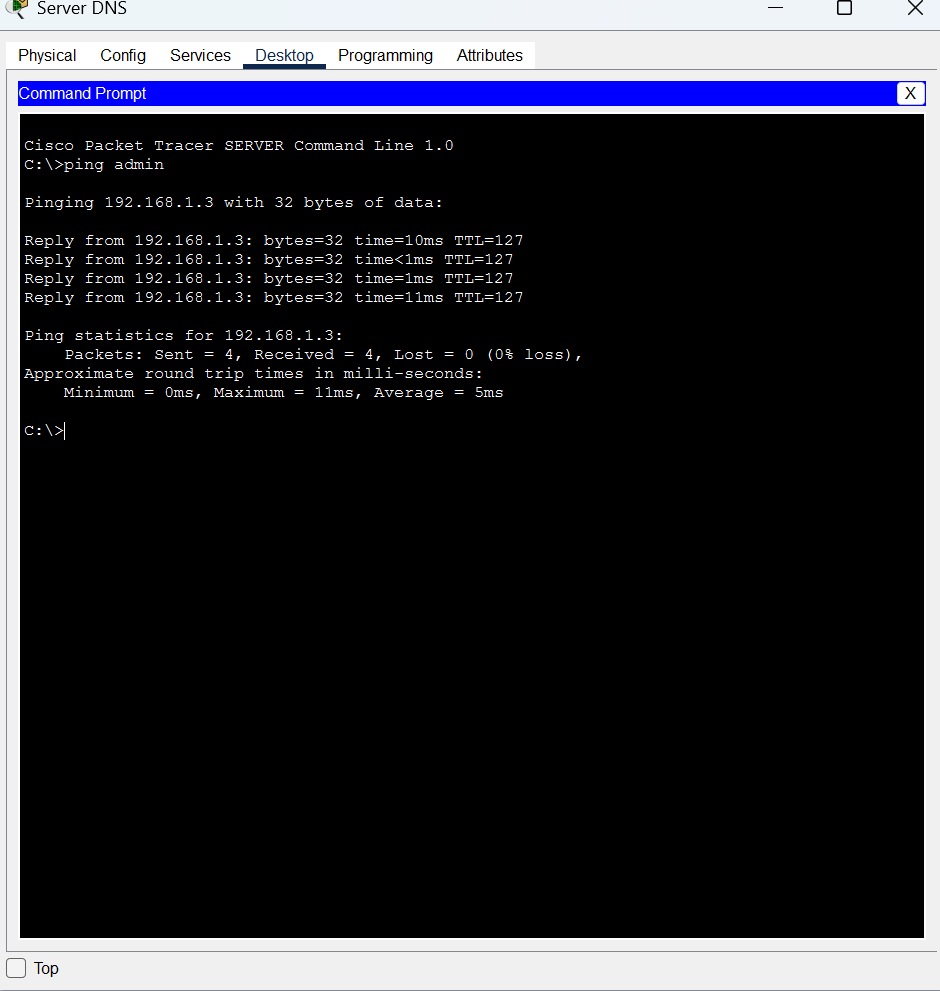 Server DNS
Physical Config Services Desktop Programming Attributes
Command Prompt X
Cisco Packet Tracer SERVER Command Line 1.0
C:\>ping admin
Pinging 192.168.1.3 with 32 bytes of data:
Reply from 192.168.1.3: bytes=32 time=10ms TTL=127
Reply from 192.168.1.3: bytes=32 time<1ms TTL=127
Reply from 192.168.1.3: bytes=32 time=1ms TTL=127
Reply from 192.168.1.3: bytes=32 time=11ms TTL=127
Ping statistics for 192.168.1.3:
Packets: Sent = 4, Received = 4, Lost = 0 (0% loss),
Approximate round trip times in milli-seconds:
Minimum = 0ms, Maximum = 11ms, Average = 5ms
C:\>
Top